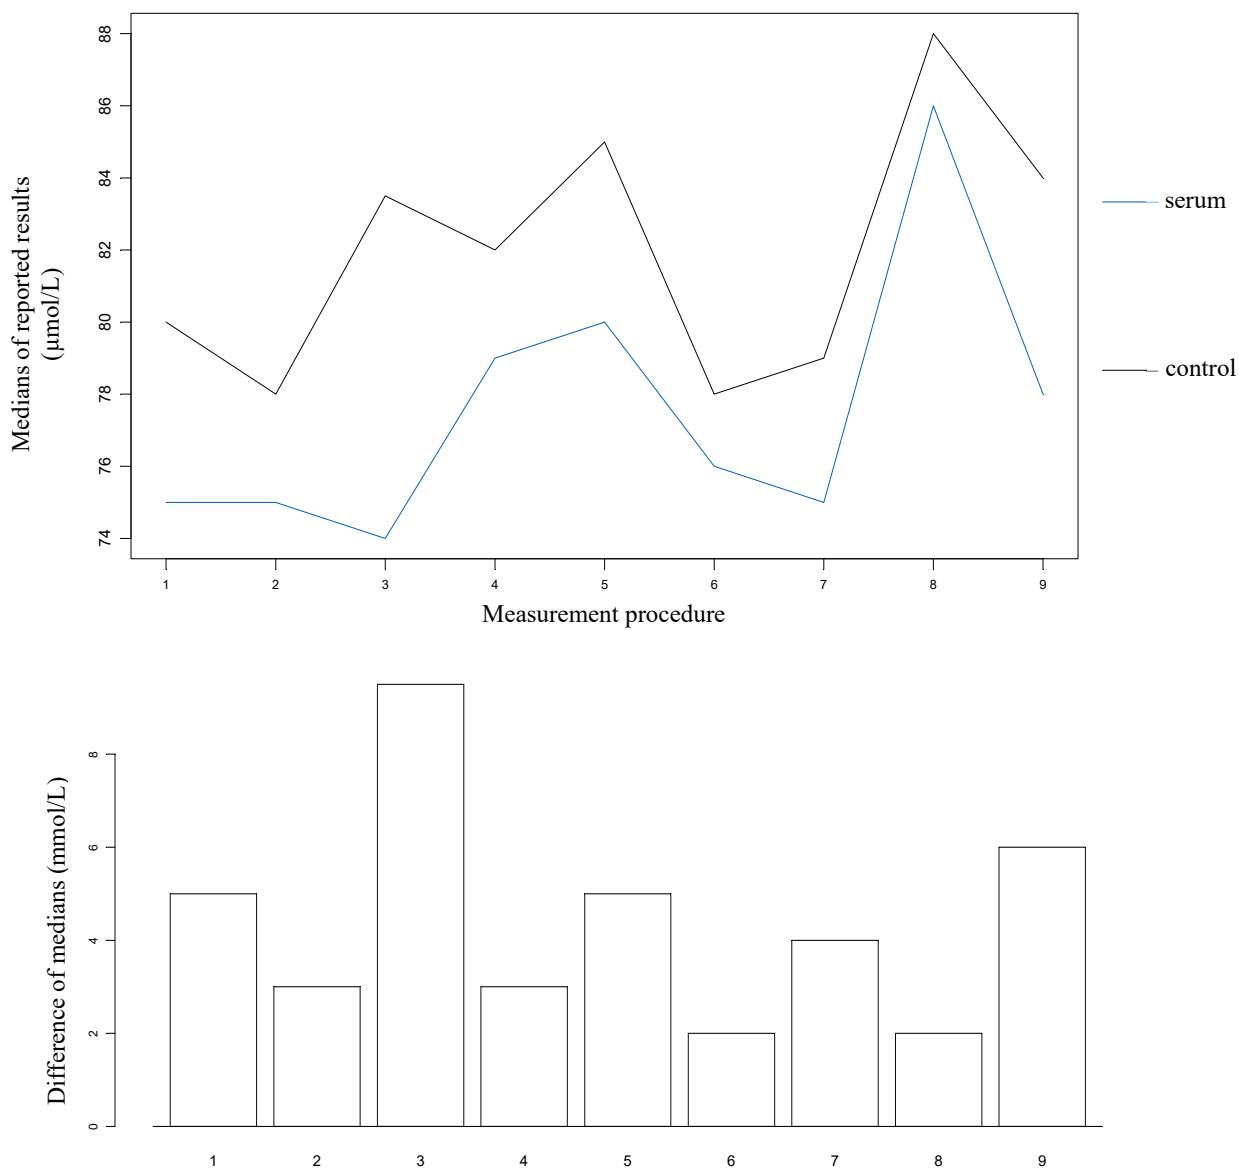 88
86
84
82
80
78
76
74
Medians of reported results
(μmol/L)
serum
control
1 2 3 4 5 6 7 8 9
Measurement procedure
8
6
4
2
0
Difference of medians (mmol/L)
1 2 3 4 5 6 7 8 9